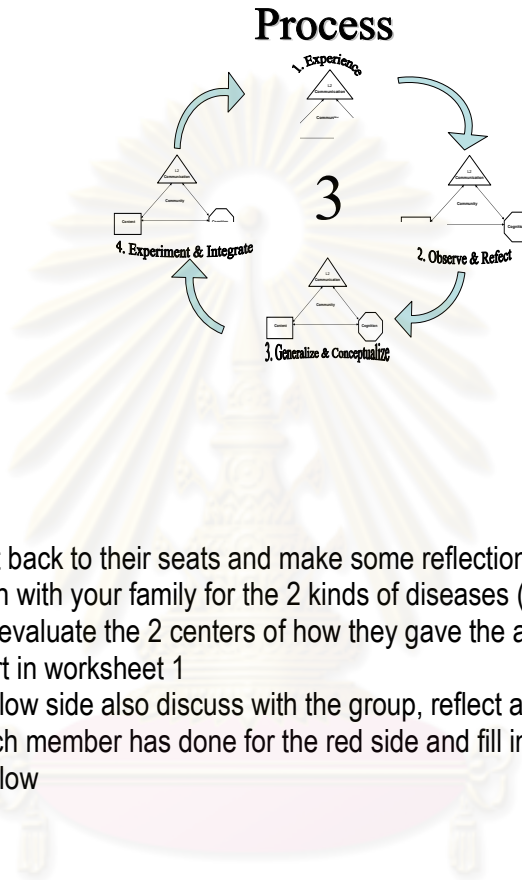 Process
1. Experience
L2
Communication
L2
Communication
Community
Content
3
L2
Communication
Community
4. Experiment & Integrate
2. Observe & Refect
L2
Communication
Community
Content
Cognition
3. Generalize & Conceptualize
back to their seats and make some reflection
with your family for the 2 kinds of diseases (
evaluate the 2 centers of how they gave the a
rt in worksheet 1
low side also discuss with the group, reflect a
ch member has done for the red side and fill in
low